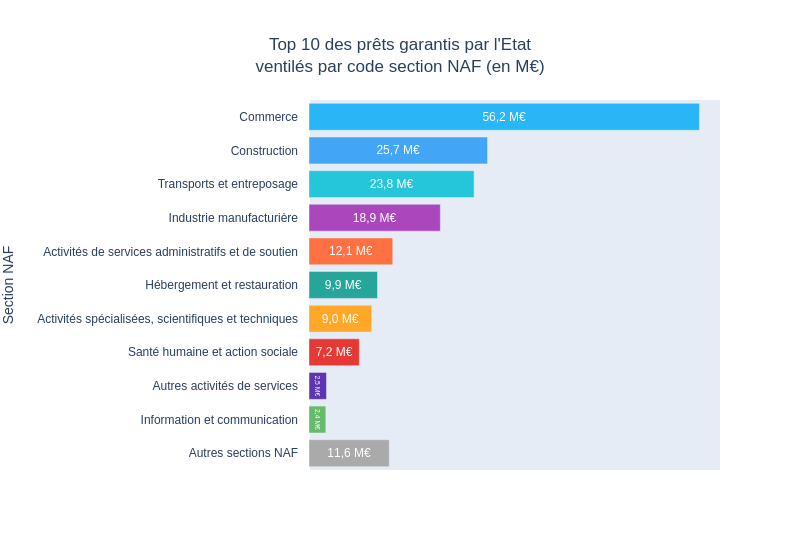 Top 10 des prêts garantis par l'Etat
ventilés par code section NAF (en M€)
Section NAF
Commerce 56,2 M€
Construction 25,7 M€
Transports et entreposage 23,8 M€
Industrie manufacturière 18,9 M€
Activités de services administratifs et de soutien 12,1 M€
Hébergement et restauration 9,9 M€
Activités spécialisées, scientifiques et techniques 9,0 M€
Santé humaine et action sociale 7,2 M€
Autres activités de services 2,5 M€
Information et communication 2,4 M€
Autres sections NAF 11,6 M€